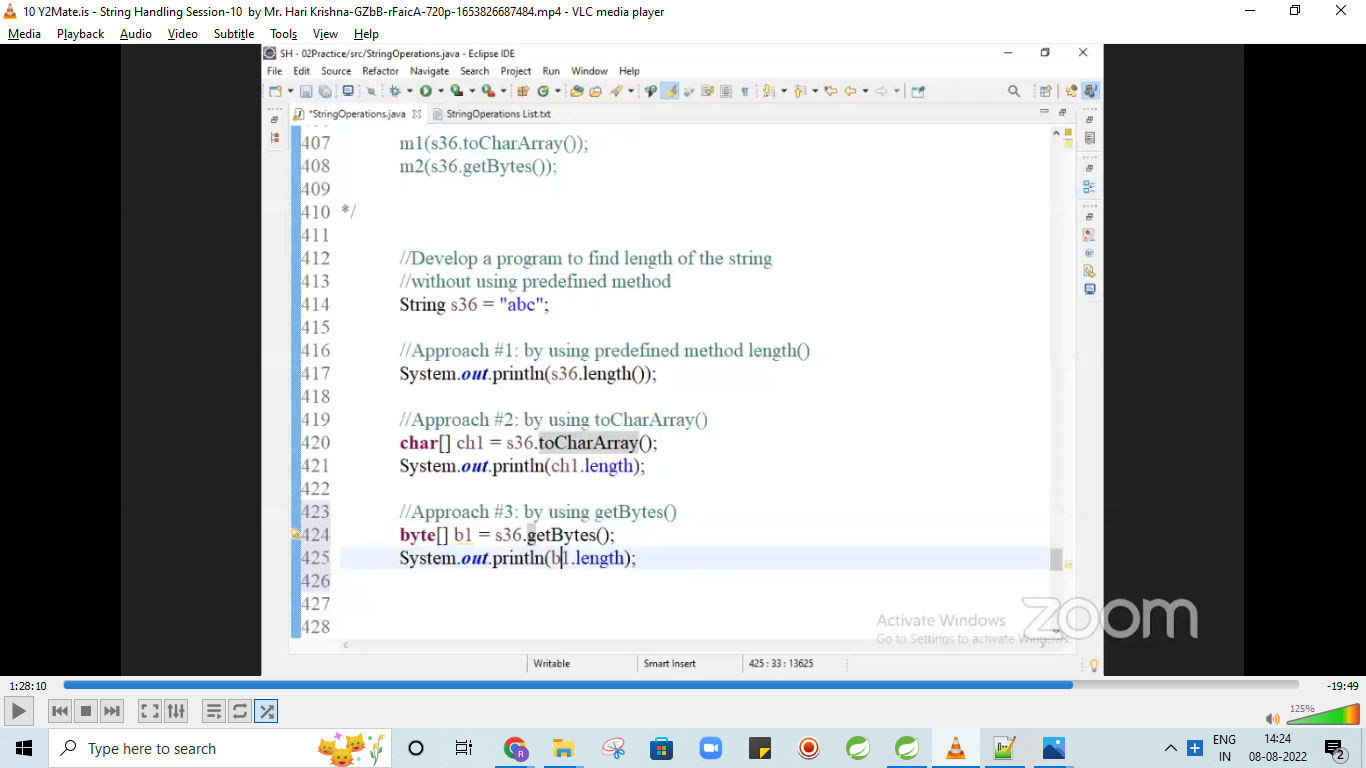 10 Y2Mate.is - String Handling Session-10  by Mr. Hari Krishna-GZbB-rFaicA-720p-1653826687484.mp4 - VLC media player
Media Playback Audio Video Subtitle Tools View Help
SH - 02Practice/src/StringOperations.java - Eclipse IDE
File Edit Source Refactor Navigate Search Project Run Window Help
*StringOperations.java StringOperations List.txt
407 m1(s36.toCharArray());
408 m2(s36.getBytes());
409
410 */
411
412 //Develop a program to find length of the string
413 //without using predefined method
414 String s36 = "abc";
415
416 //Approach #1: by using predefined method length()
417 System.out.println(s36.length());
418
419 //Approach #2: by using toCharArray()
420 char[] ch1 = s36.toCharArray();
421 System.out.println(ch1.length);
422
423 //Approach #3: by using getBytes()
424 byte[] b1 = s36.getBytes();
425 System.out.println(b1.length);
426
427
428
Activate Windows
Go to Settings to activate Windows.
zoom
Writable Smart Insert 425 : 33 : 13625
1:28:10 -19:49
125%
Type here to search
ENG
IN
14:24
08-08-2022
2